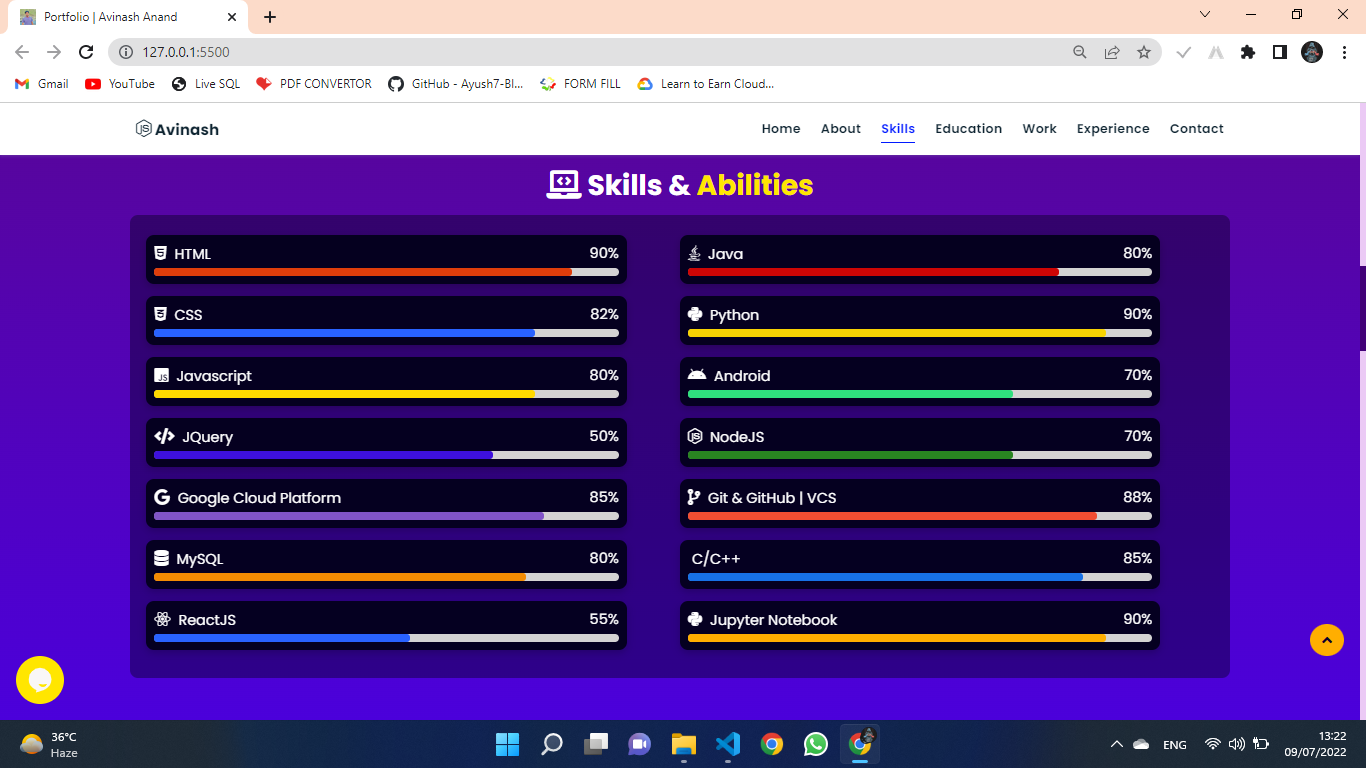 Portfolio | Avinash Anand
127.0.0.1:5500
Gmail YouTube Live SQL PDF CONVERTOR GitHub - Ayush7-Bl... FORM FILL Learn to Earn Cloud...
JS Avinash Home About Skills Education Work Experience Contact
Skills & Abilities
HTML 90%
CSS 82%
JS Javascript 80%
JQuery 50%
Google Cloud Platform 85%
MySQL 80%
ReactJS 55%
Java 80%
Python 90%
Android 70%
JS NodeJS 70%
Git & GitHub | VCS 88%
C/C++ 85%
Jupyter Notebook 90%
36°C
Haze
ENG
13:22
09/07/2022